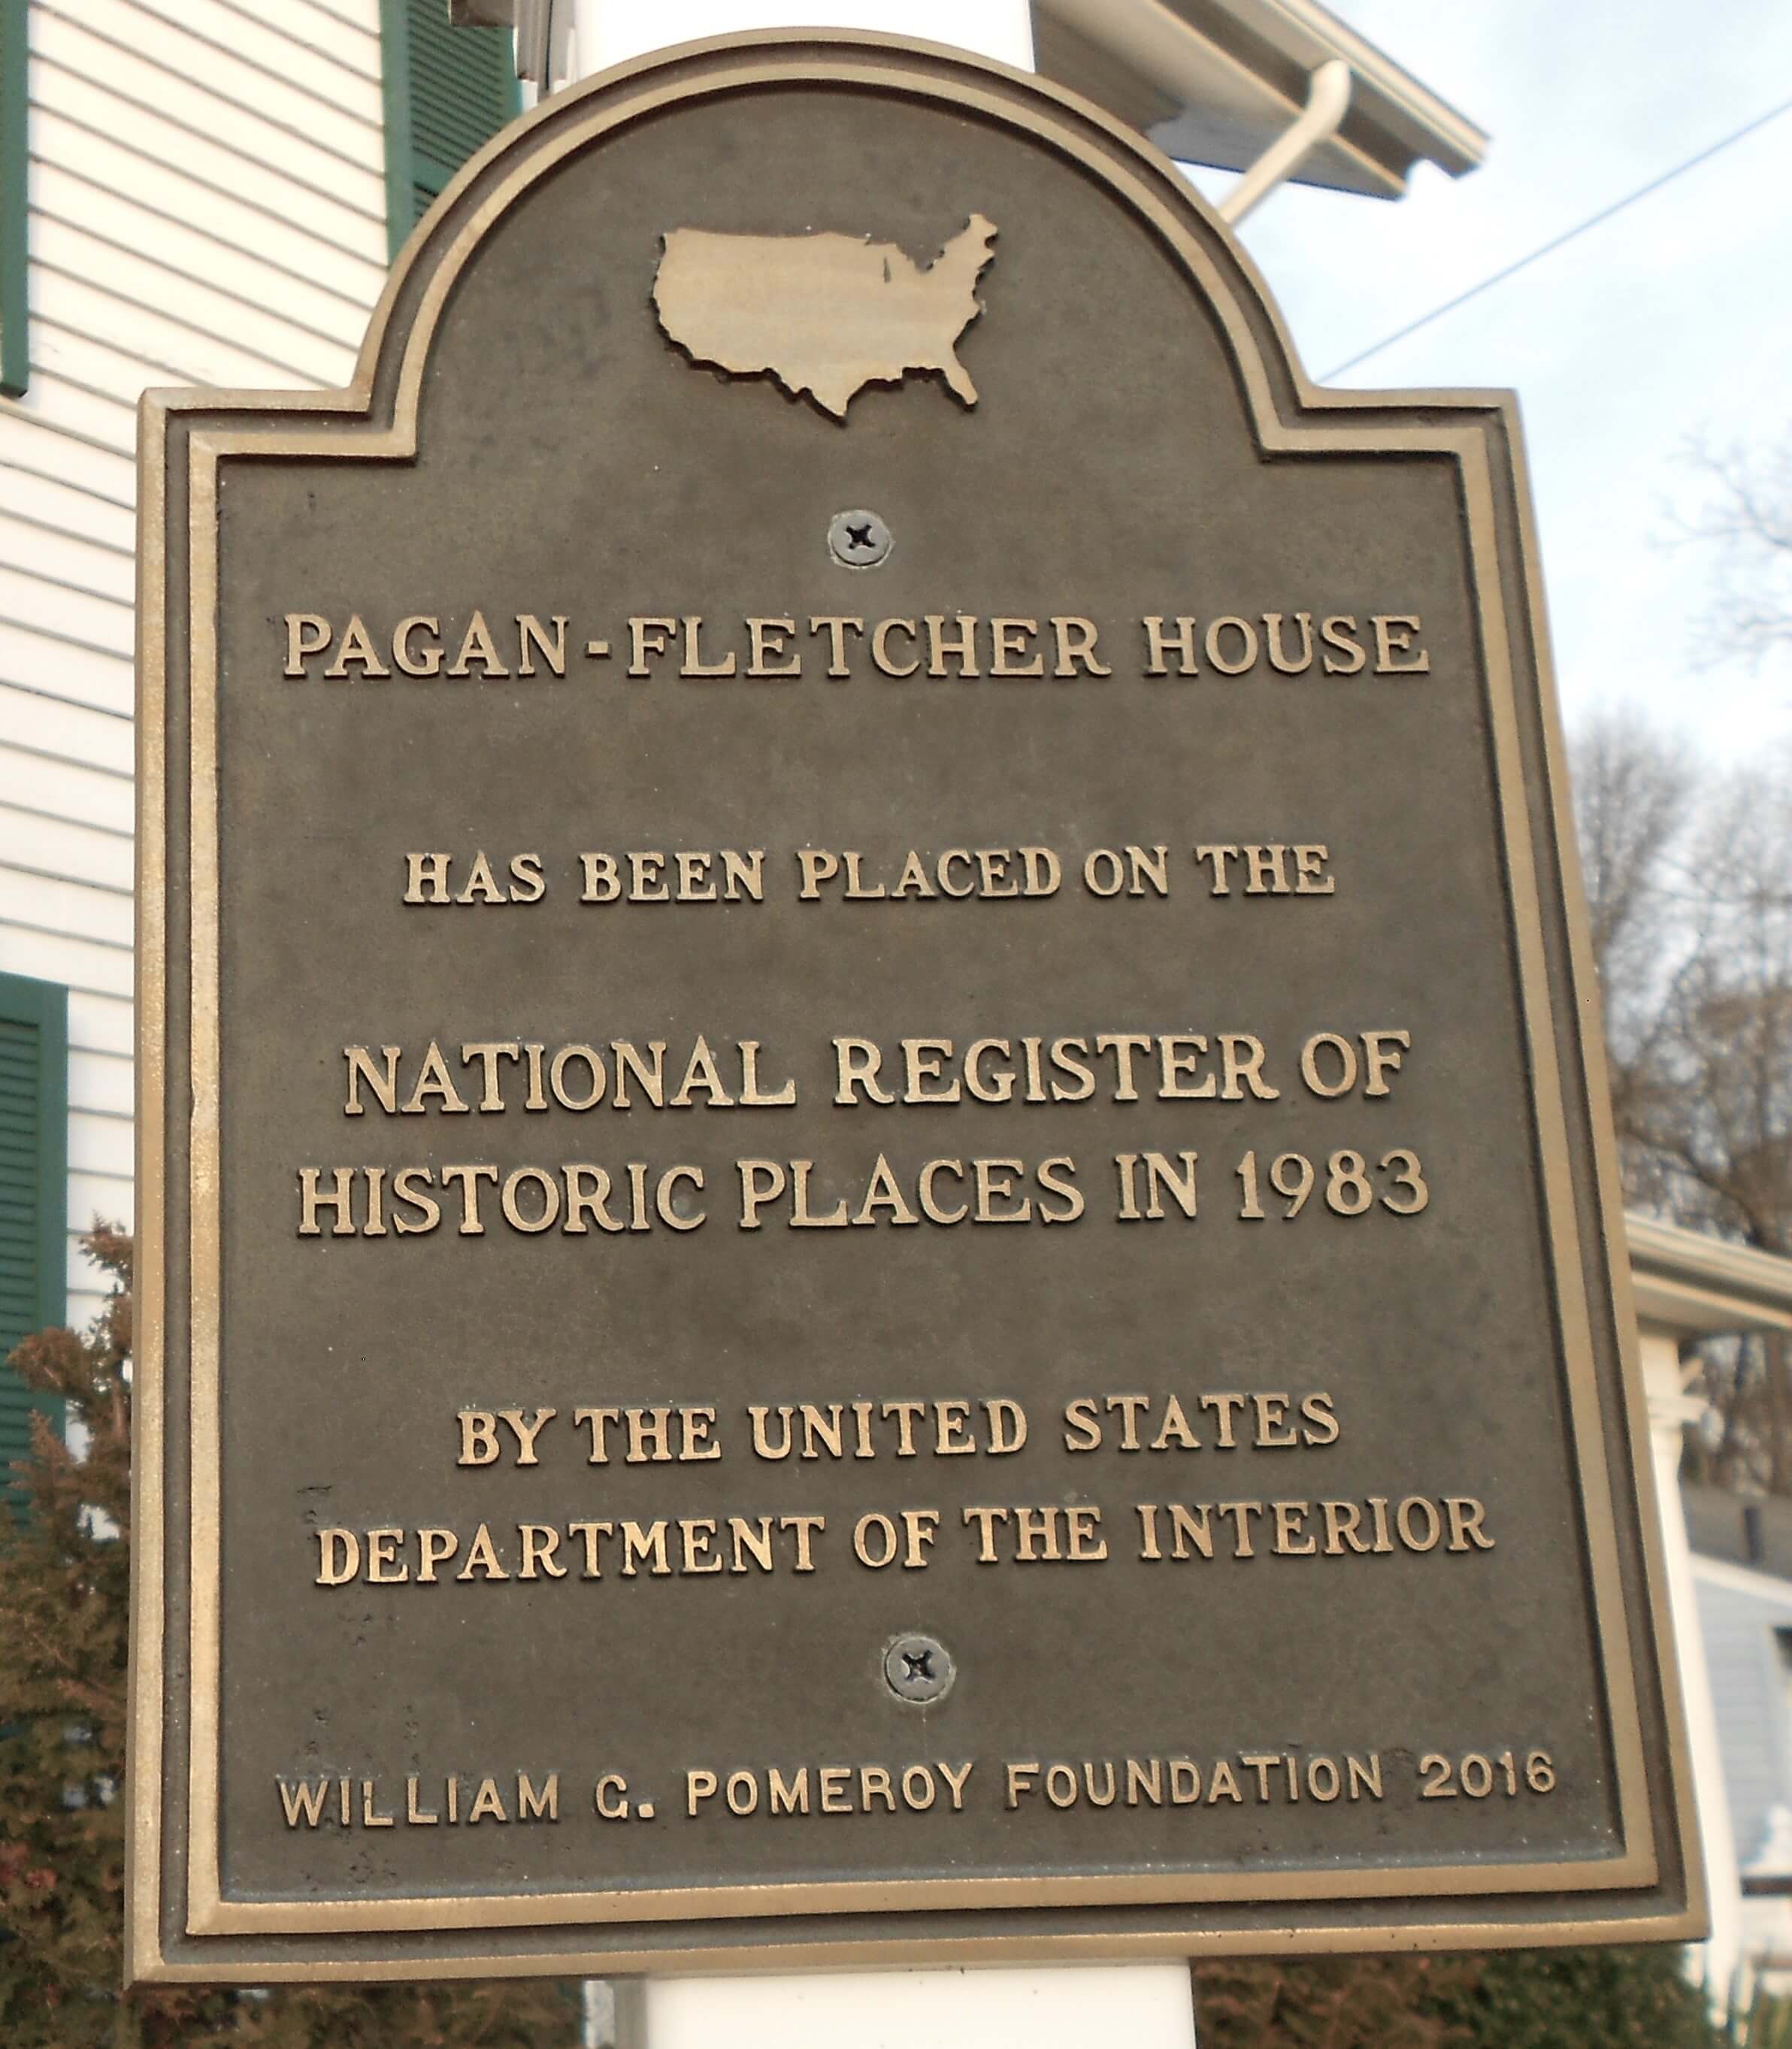 PAGAN-FLETCHER HOUSE
HAS BEEN PLACED ON THE
NATIONAL REGISTER OF
HISTORIC PLACES IN 1983
BY THE UNITED STATES
DEPARTMENT OF THE INTERIOR
WILLIAM G. POMEROY FOUNDATION 2016